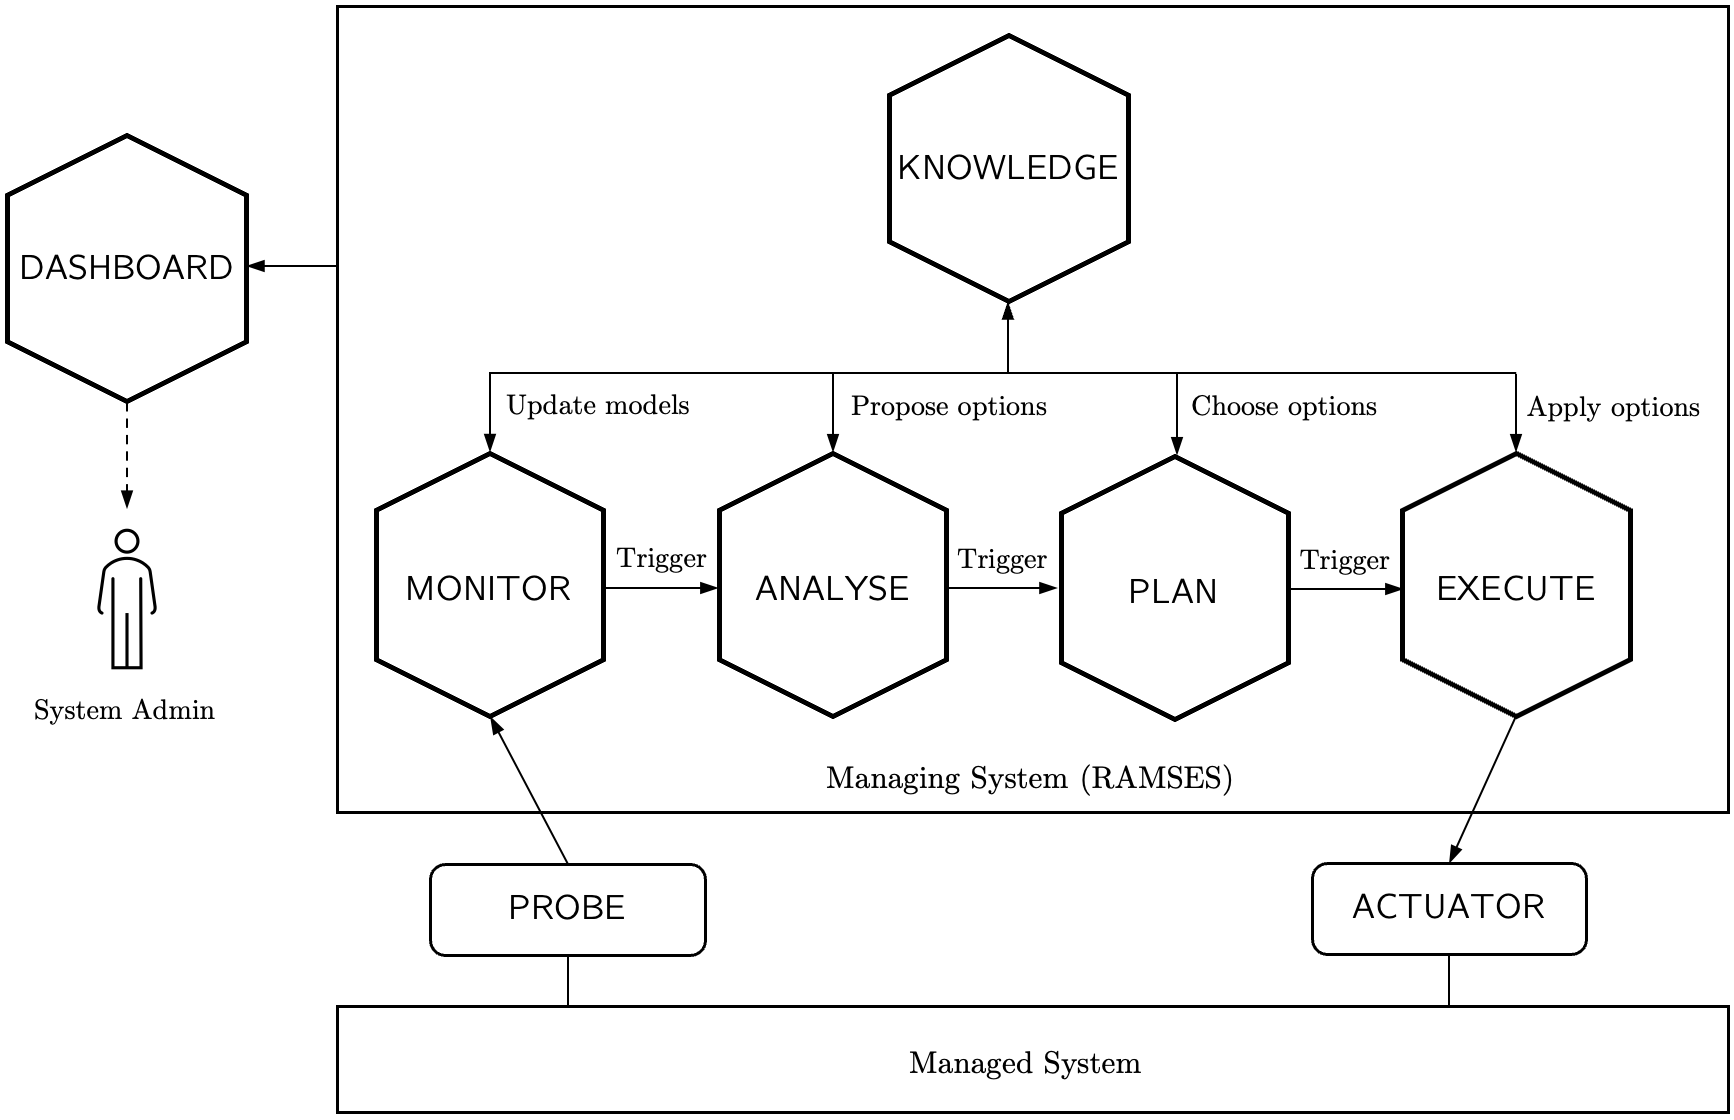 KNOWLEDGE
DASHBOARD
Update models
Propose options
Choose options
Apply options
Trigger
Trigger
Trigger
MONITOR
ANALYSE
PLAN
EXECUTE
System Admin
Managing System (RAMSES)
PROBE
ACTUATOR
Managed System